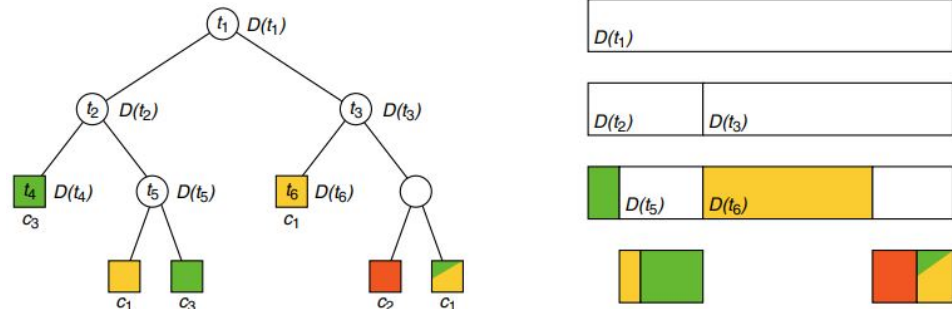 t1 D(t1)
D(t1)
t2 D(t2)
t3 D(t3)
D(t2) D(t3)
t4 D(t4)
t5 D(t5)
t6 D(t6)
D(t5) D(t6)
c3
c1
c1 c3 c2 c1